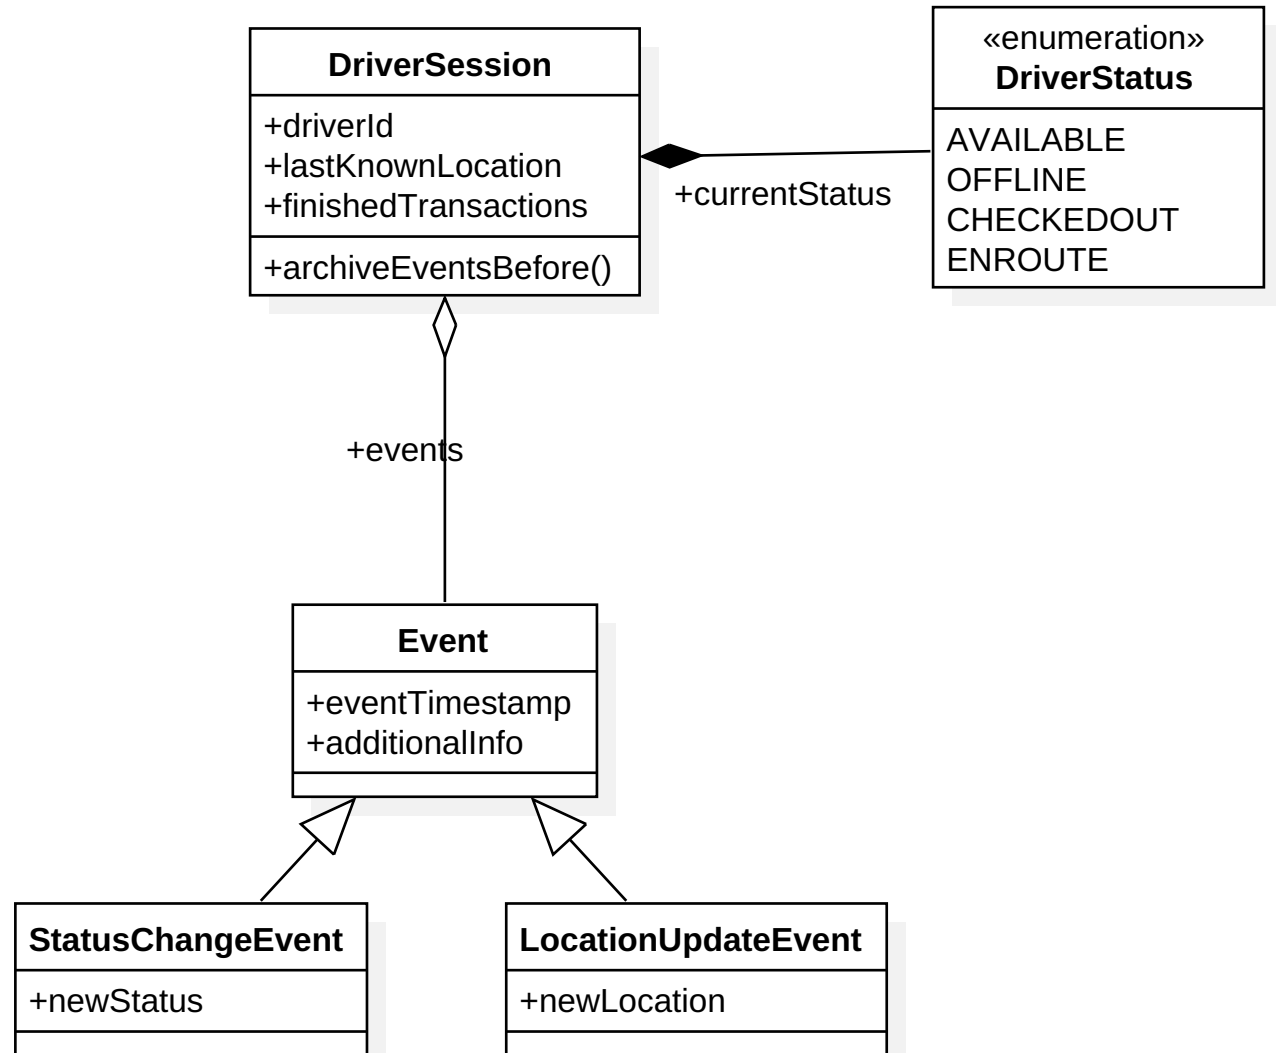 DriverSession
+driverId
+lastKnownLocation
+finishedTransactions
+archiveEventsBefore()
+currentStatus
«enumeration»
DriverStatus
AVAILABLE
OFFLINE
CHECKEDOUT
ENROUTE
+events
Event
+eventTimestamp
+additionalInfo
StatusChangeEvent
+newStatus
LocationUpdateEvent
+newLocation